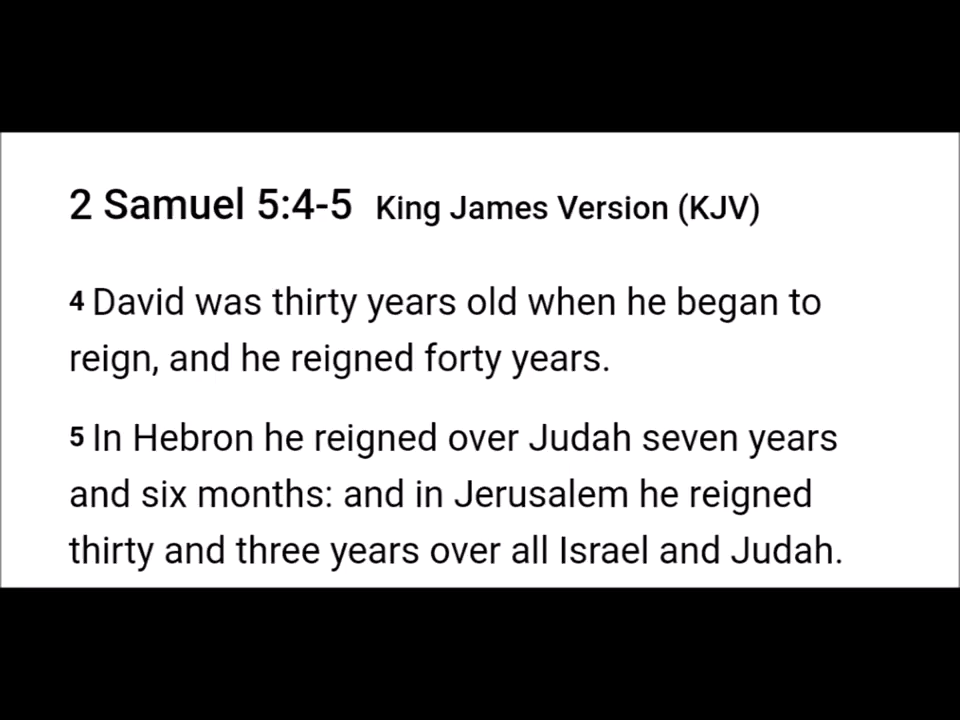 2 Samuel 5:4-5 King James Version (KJV)
4 David was thirty years old when he began to
reign, and he reigned forty years.
5 In Hebron he reigned over Judah seven years
and six months: and in Jerusalem he reigned
thirty and three years over all Israel and Judah.